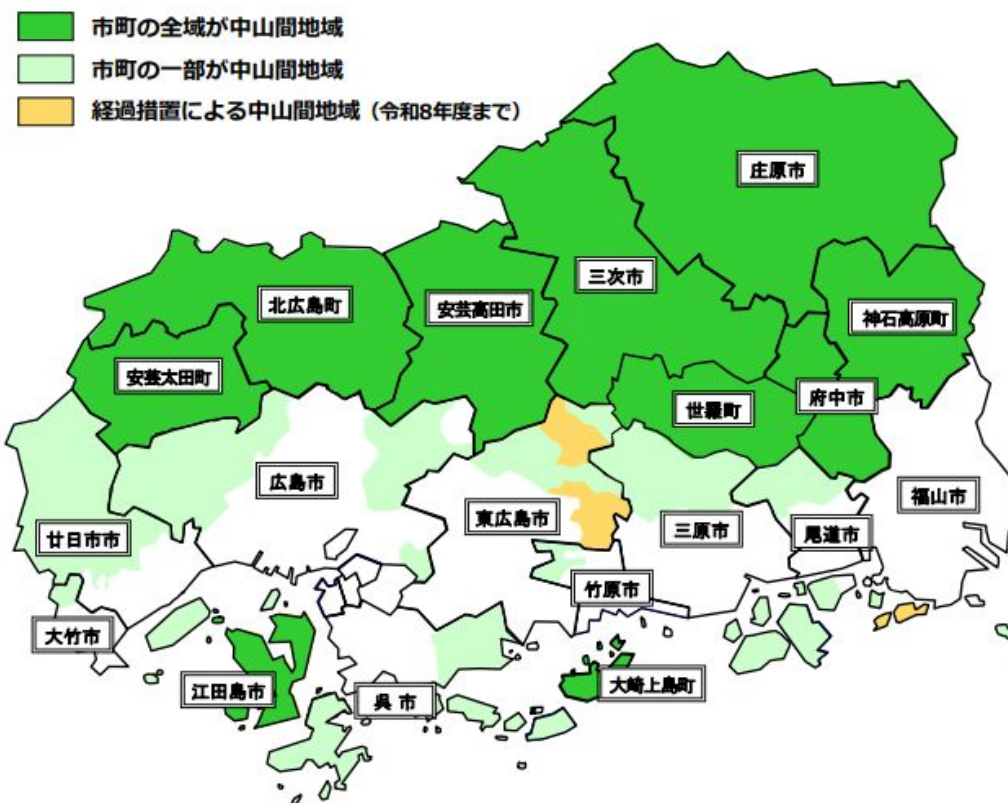 市町の全域が中山間地域
市町の一部が中山間地域
経過措置による中山間地域（令和8年度まで）
庄原市
三次市
北広島町
安芸高田市
神石高原町
安芸太田町
世羅町
府中市
広島市
福山市
東広島市
三原市
尾道市
廿日市市
竹原市
大竹市
江田島市
呉市
大崎上島町